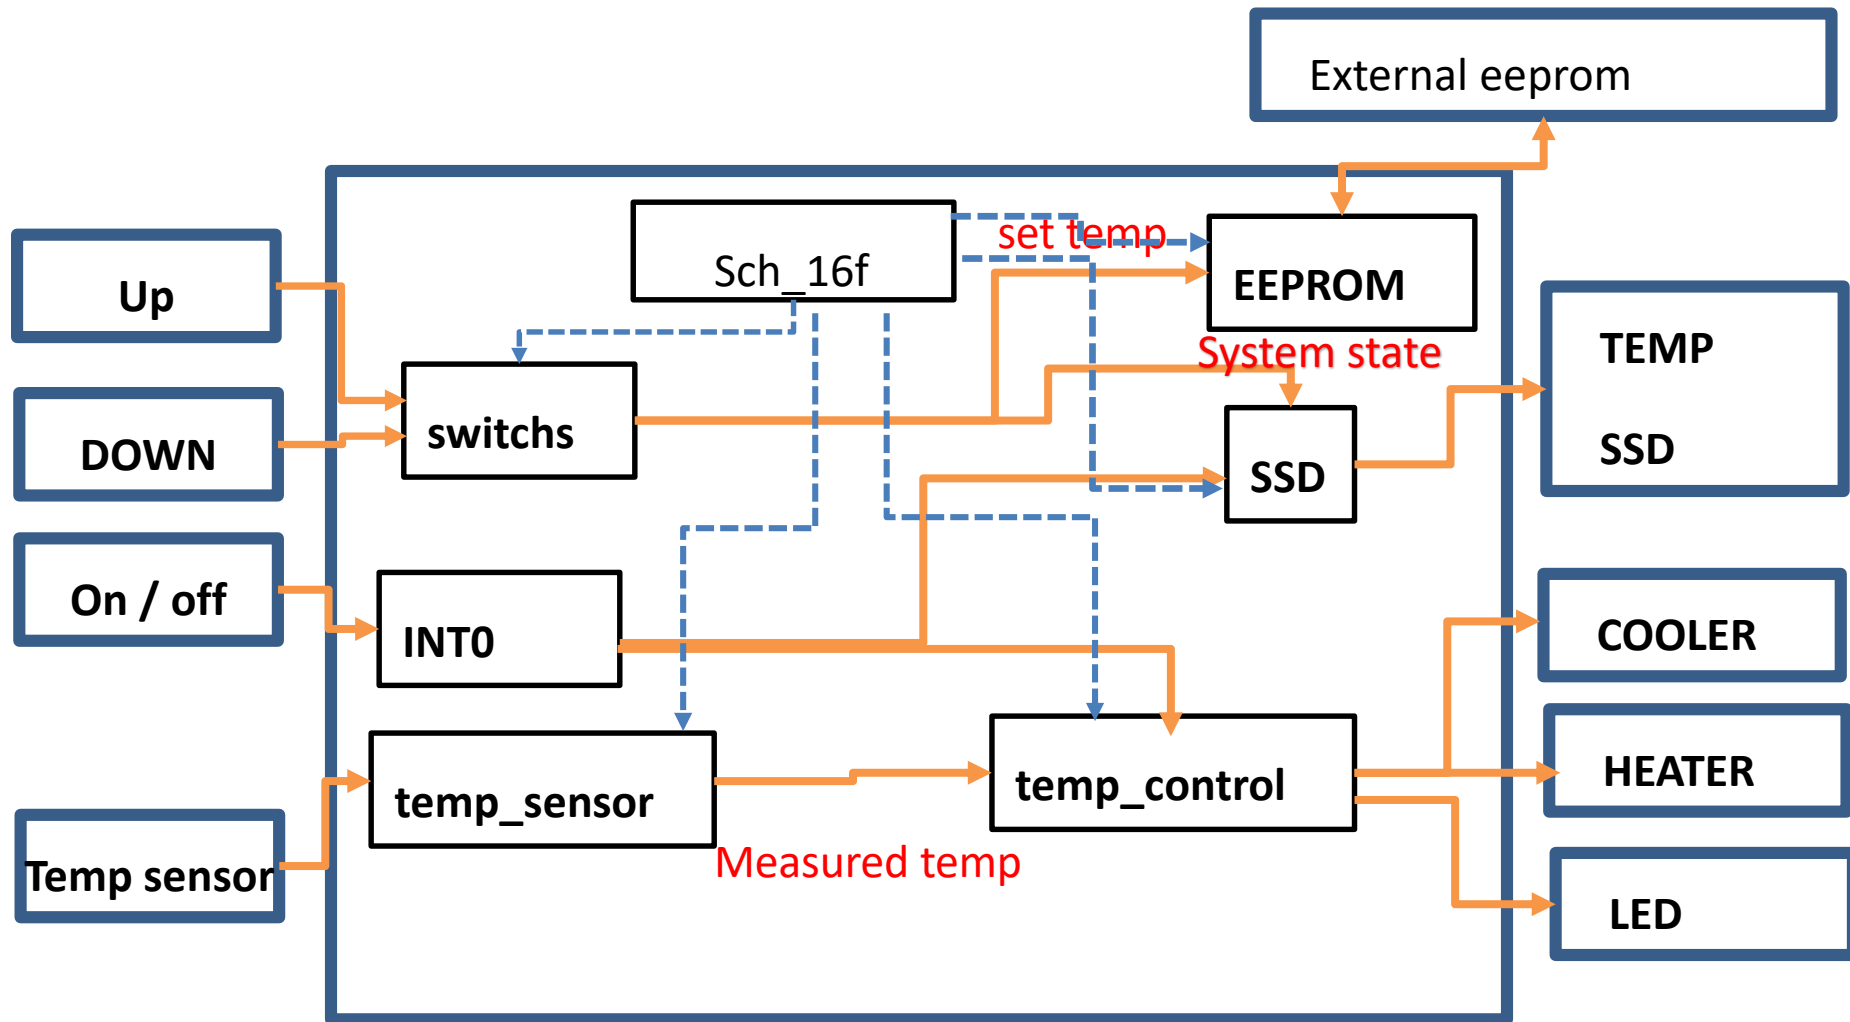 External eeprom
Sch_16f
set temp
EEPROM
Up
System state
TEMP
SSD
switchs
DOWN
SSD
On / off
INT0
COOLER
temp_sensor
temp_control
HEATER
Measured temp
Temp sensor
LED